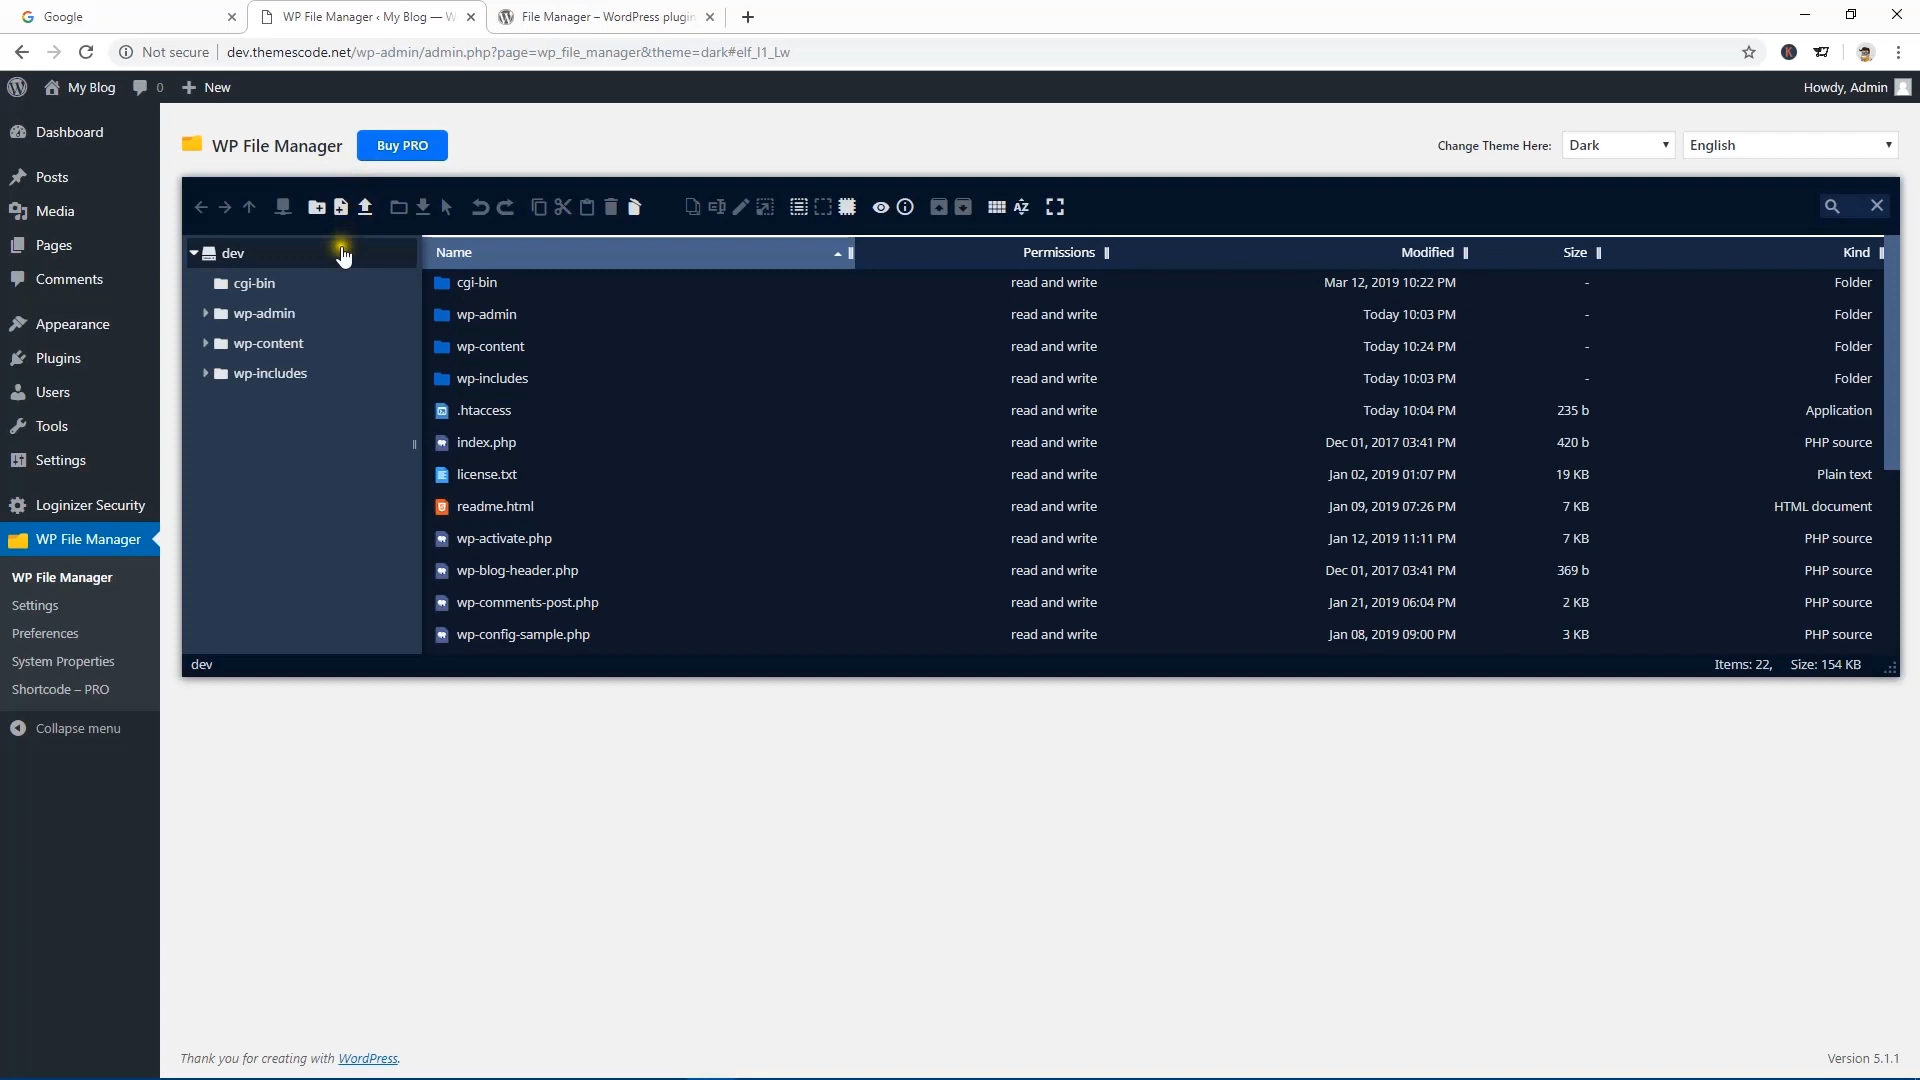 Google
WP File Manager ‹ My Blog — W
File Manager – WordPress plugin
Not secure
dev.themescode.net/wp-admin/admin.php?page=wp_file_manager&theme=dark#elf_l1_Lw
My Blog 0 New
Howdy, Admin
Dashboard
Posts
Media
Pages
Comments
Appearance
Plugins
Users
Tools
Settings
Loginizer Security
WP File Manager
WP File Manager
Settings
Preferences
System Properties
Shortcode – PRO
Collapse menu
WP File Manager
Buy PRO
Change Theme Here: Dark English
dev
cgi-bin
wp-admin
wp-content
wp-includes
Name Permissions Modified Size Kind
cgi-bin read and write Mar 12, 2019 10:22 PM - Folder
wp-admin read and write Today 10:03 PM - Folder
wp-content read and write Today 10:24 PM - Folder
wp-includes read and write Today 10:03 PM - Folder
.htaccess read and write Today 10:04 PM 235 b Application
index.php read and write Dec 01, 2017 03:41 PM 420 b PHP source
license.txt read and write Jan 02, 2019 01:07 PM 19 KB Plain text
readme.html read and write Jan 09, 2019 07:26 PM 7 KB HTML document
wp-activate.php read and write Jan 12, 2019 11:11 PM 7 KB PHP source
wp-blog-header.php read and write Dec 01, 2017 03:41 PM 369 b PHP source
wp-comments-post.php read and write Jan 21, 2019 06:04 PM 2 KB PHP source
wp-config-sample.php read and write Jan 08, 2019 09:00 PM 3 KB PHP source
dev
Items: 22, Size: 154 KB
Thank you for creating with WordPress.
Version 5.1.1